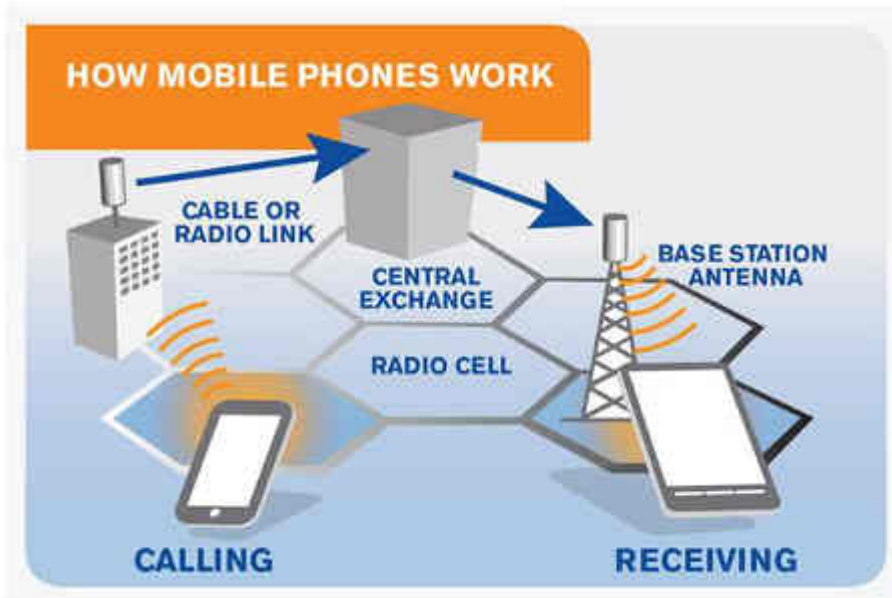 HOW MOBILE PHONES WORK
CABLE OR
RADIO LINK
CENTRAL
EXCHANGE
BASE STATION
ANTENNA
RADIO CELL
CALLING
RECEIVING